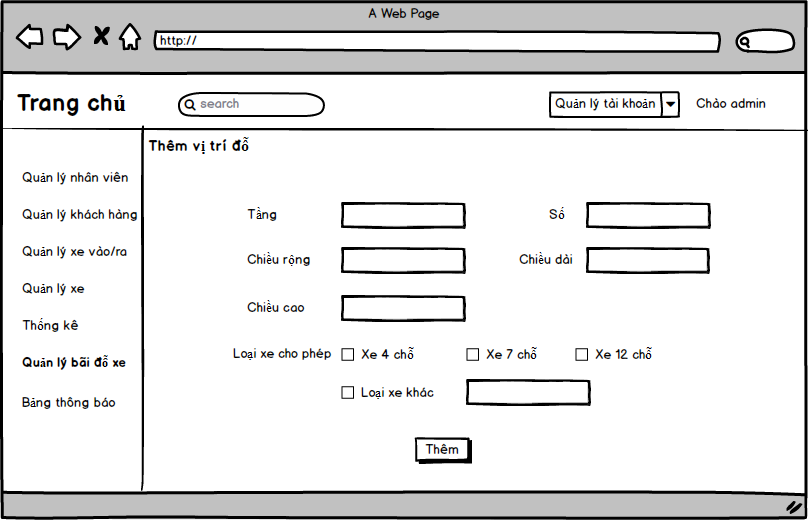 A Web Page
http://
Trang chủ
search
Quản lý tài khoản
Chào admin
Thêm vị trí đỗ
Quản lý nhân viên
Quản lý khách hàng
Quản lý xe vào/ra
Quản lý xe
Thống kê
Quản lý bãi đỗ xe
Bảng thông báo
Tầng
Số
Chiều rộng
Chiều dài
Chiều cao
Loại xe cho phép
Xe 4 chỗ
Xe 7 chỗ
Xe 12 chỗ
Loại xe khác
Thêm